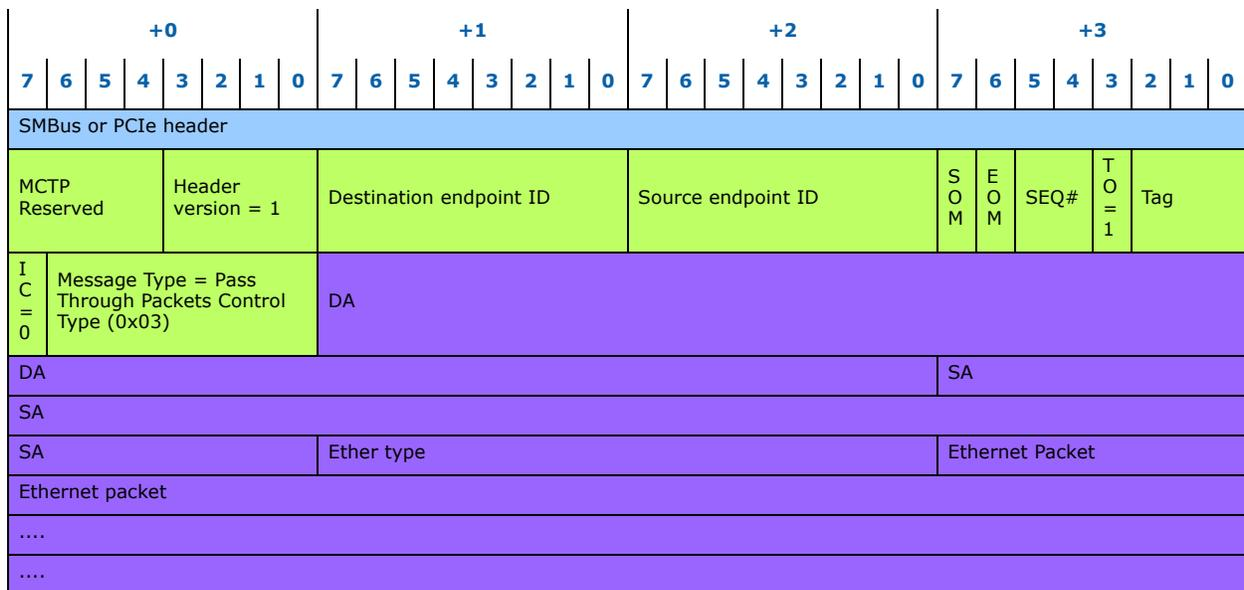 +0 +1 +2 +3
7 6 5 4 3 2 1 0 7 6 5 4 3 2 1 0 7 6 5 4 3 2 1 0 7 6 5 4 3 2 1 0
SMBus or PCIe header
MCTP
Reserved
Header
version = 1
Destination endpoint ID
Source endpoint ID
S
O
M
E
O
M
SEQ#
T
O
=
1
Tag
I
C
=
0
Message Type = Pass
Through Packets Control
Type (0x03)
DA
DA SA
SA
SA Ether type Ethernet Packet
Ethernet packet
....
....